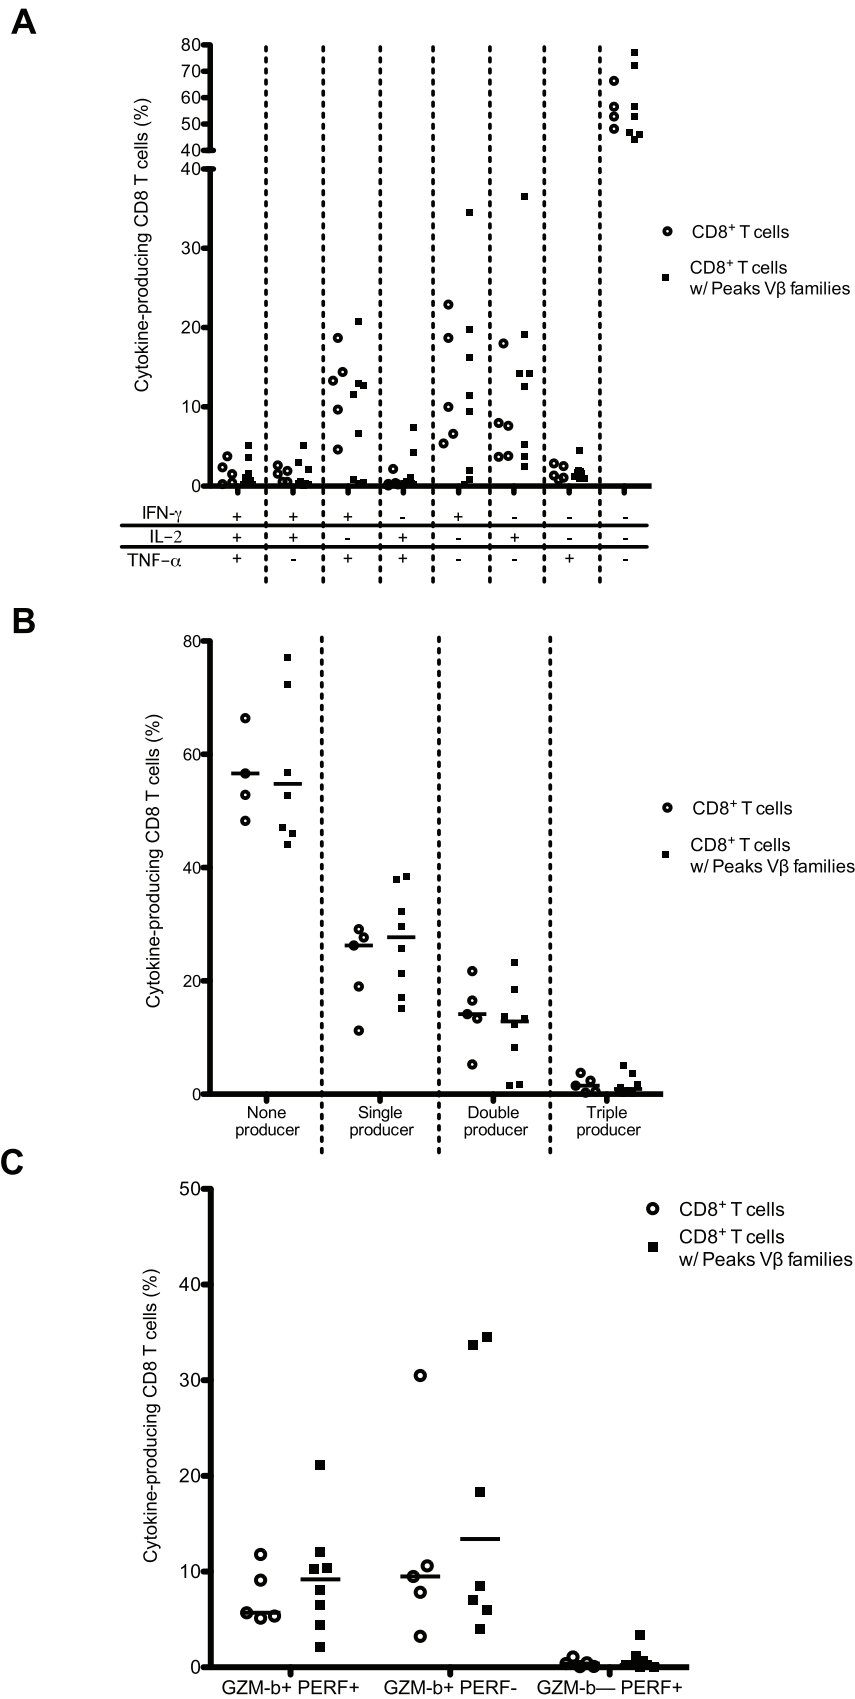 A
80
70
60
50
40
40
30
20
10
0
Cytokine-producing CD8 T cells (%)
CD8+ T cells
CD8+ T cells
w/ Peaks Vβ families
IFN-γ + + + - + - - -
IL-2 + + - + - + - -
TNF-α + - + + - - + -
B
80
60
40
20
0
Cytokine-producing CD8 T cells (%)
CD8+ T cells
CD8+ T cells
w/ Peaks Vβ families
None
producer
Single
producer
Double
producer
Triple
producer
C
50
40
30
20
10
0
Cytokine-producing CD8 T cells (%)
CD8+ T cells
CD8+ T cells
w/ Peaks Vβ families
GZM-b+ PERF+
GZM-b+ PERF-
GZM-b— PERF+